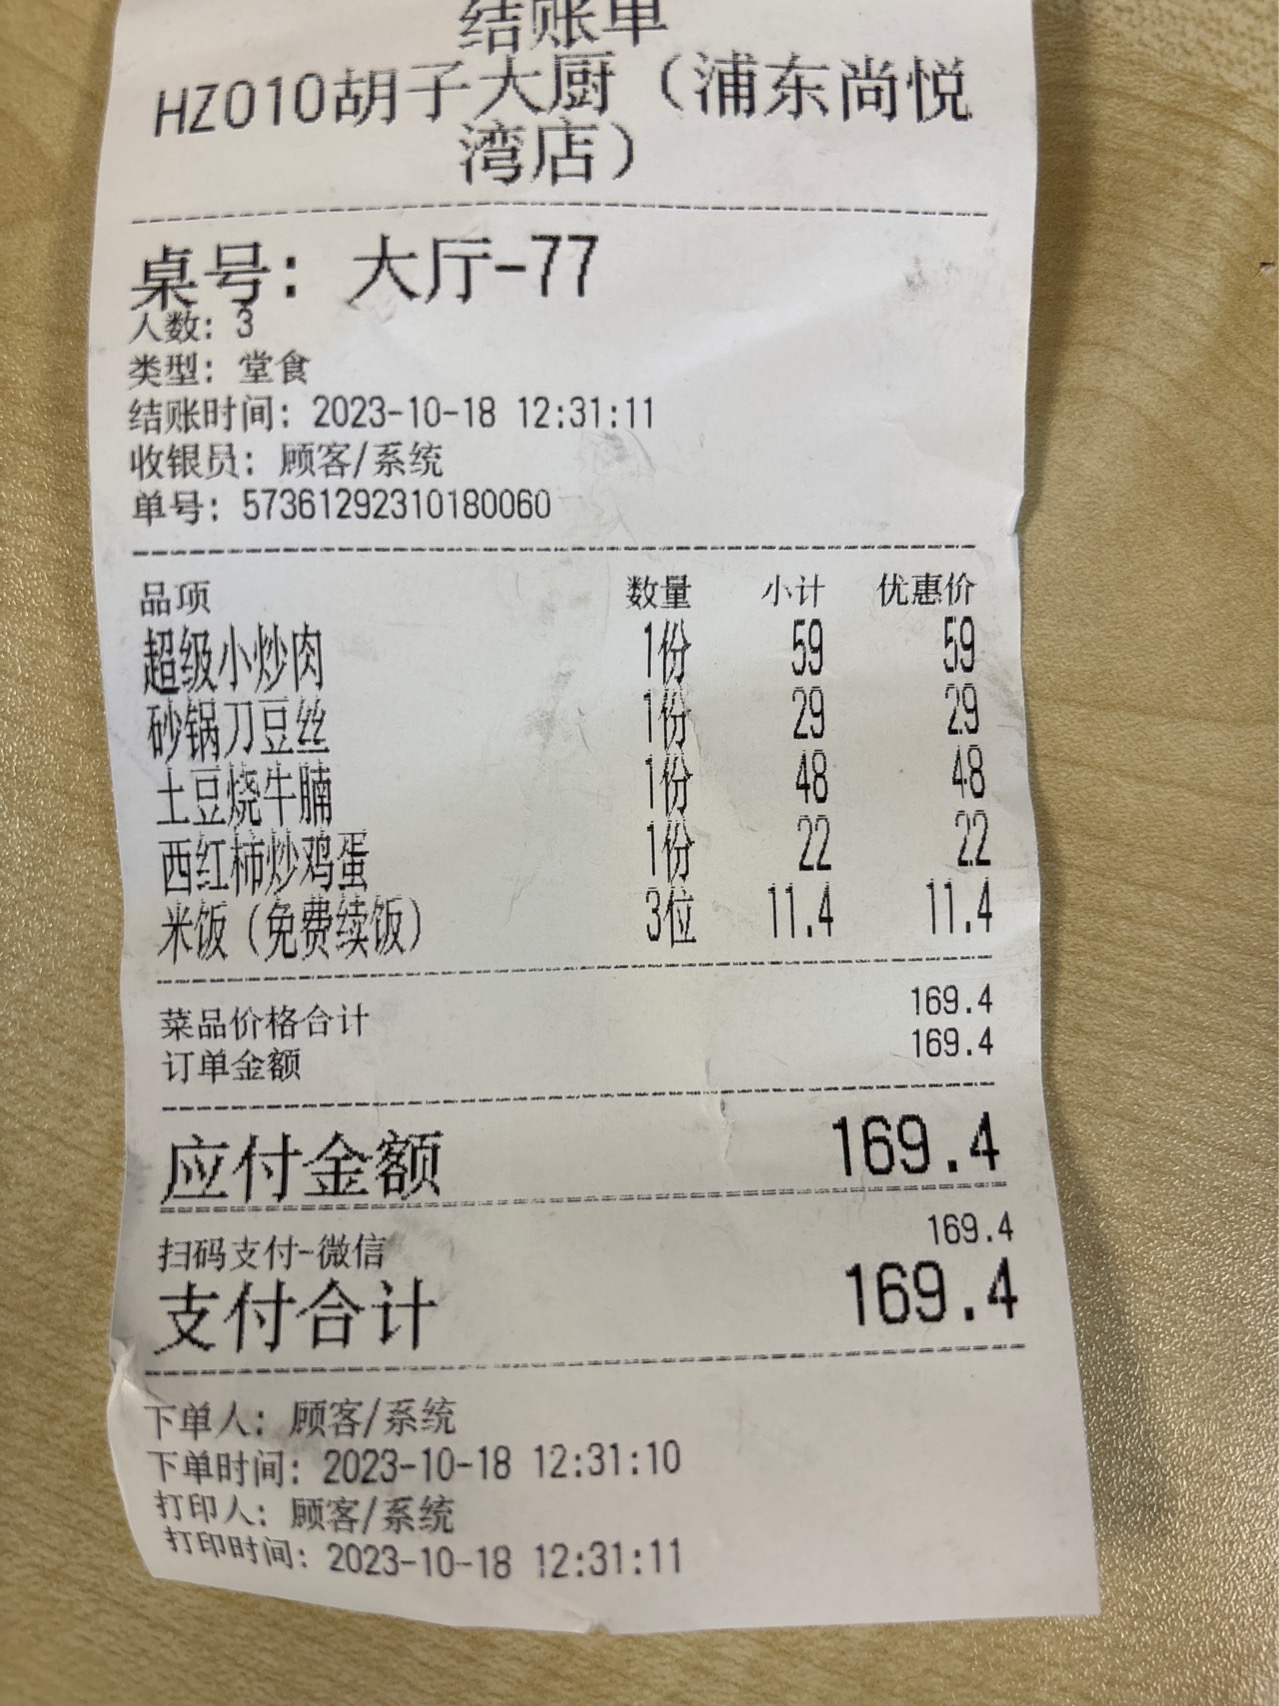 结账单
HZ010胡子大厨（浦东尚悦
湾店）
桌号：大厅-77
人数：3
类型：堂食
结账时间：2023-10-18 12:31:11
收银员：顾客/系统
单号：57361292310180060
品项 数量 小计 优惠价
超级小炒肉 1份 59 59
砂锅刀豆丝 1份 29 29
土豆烧牛腩 1份 48 48
西红柿炒鸡蛋 1份 22 22
米饭（免费续饭） 3位 11.4 11.4
菜品价格合计 169.4
订单金额 169.4
应付金额 169.4
扫码支付-微信 169.4
支付合计 169.4
下单人：顾客/系统
下单时间：2023-10-18 12:31:10
打印人：顾客/系统
打印时间：2023-10-18 12:31:11